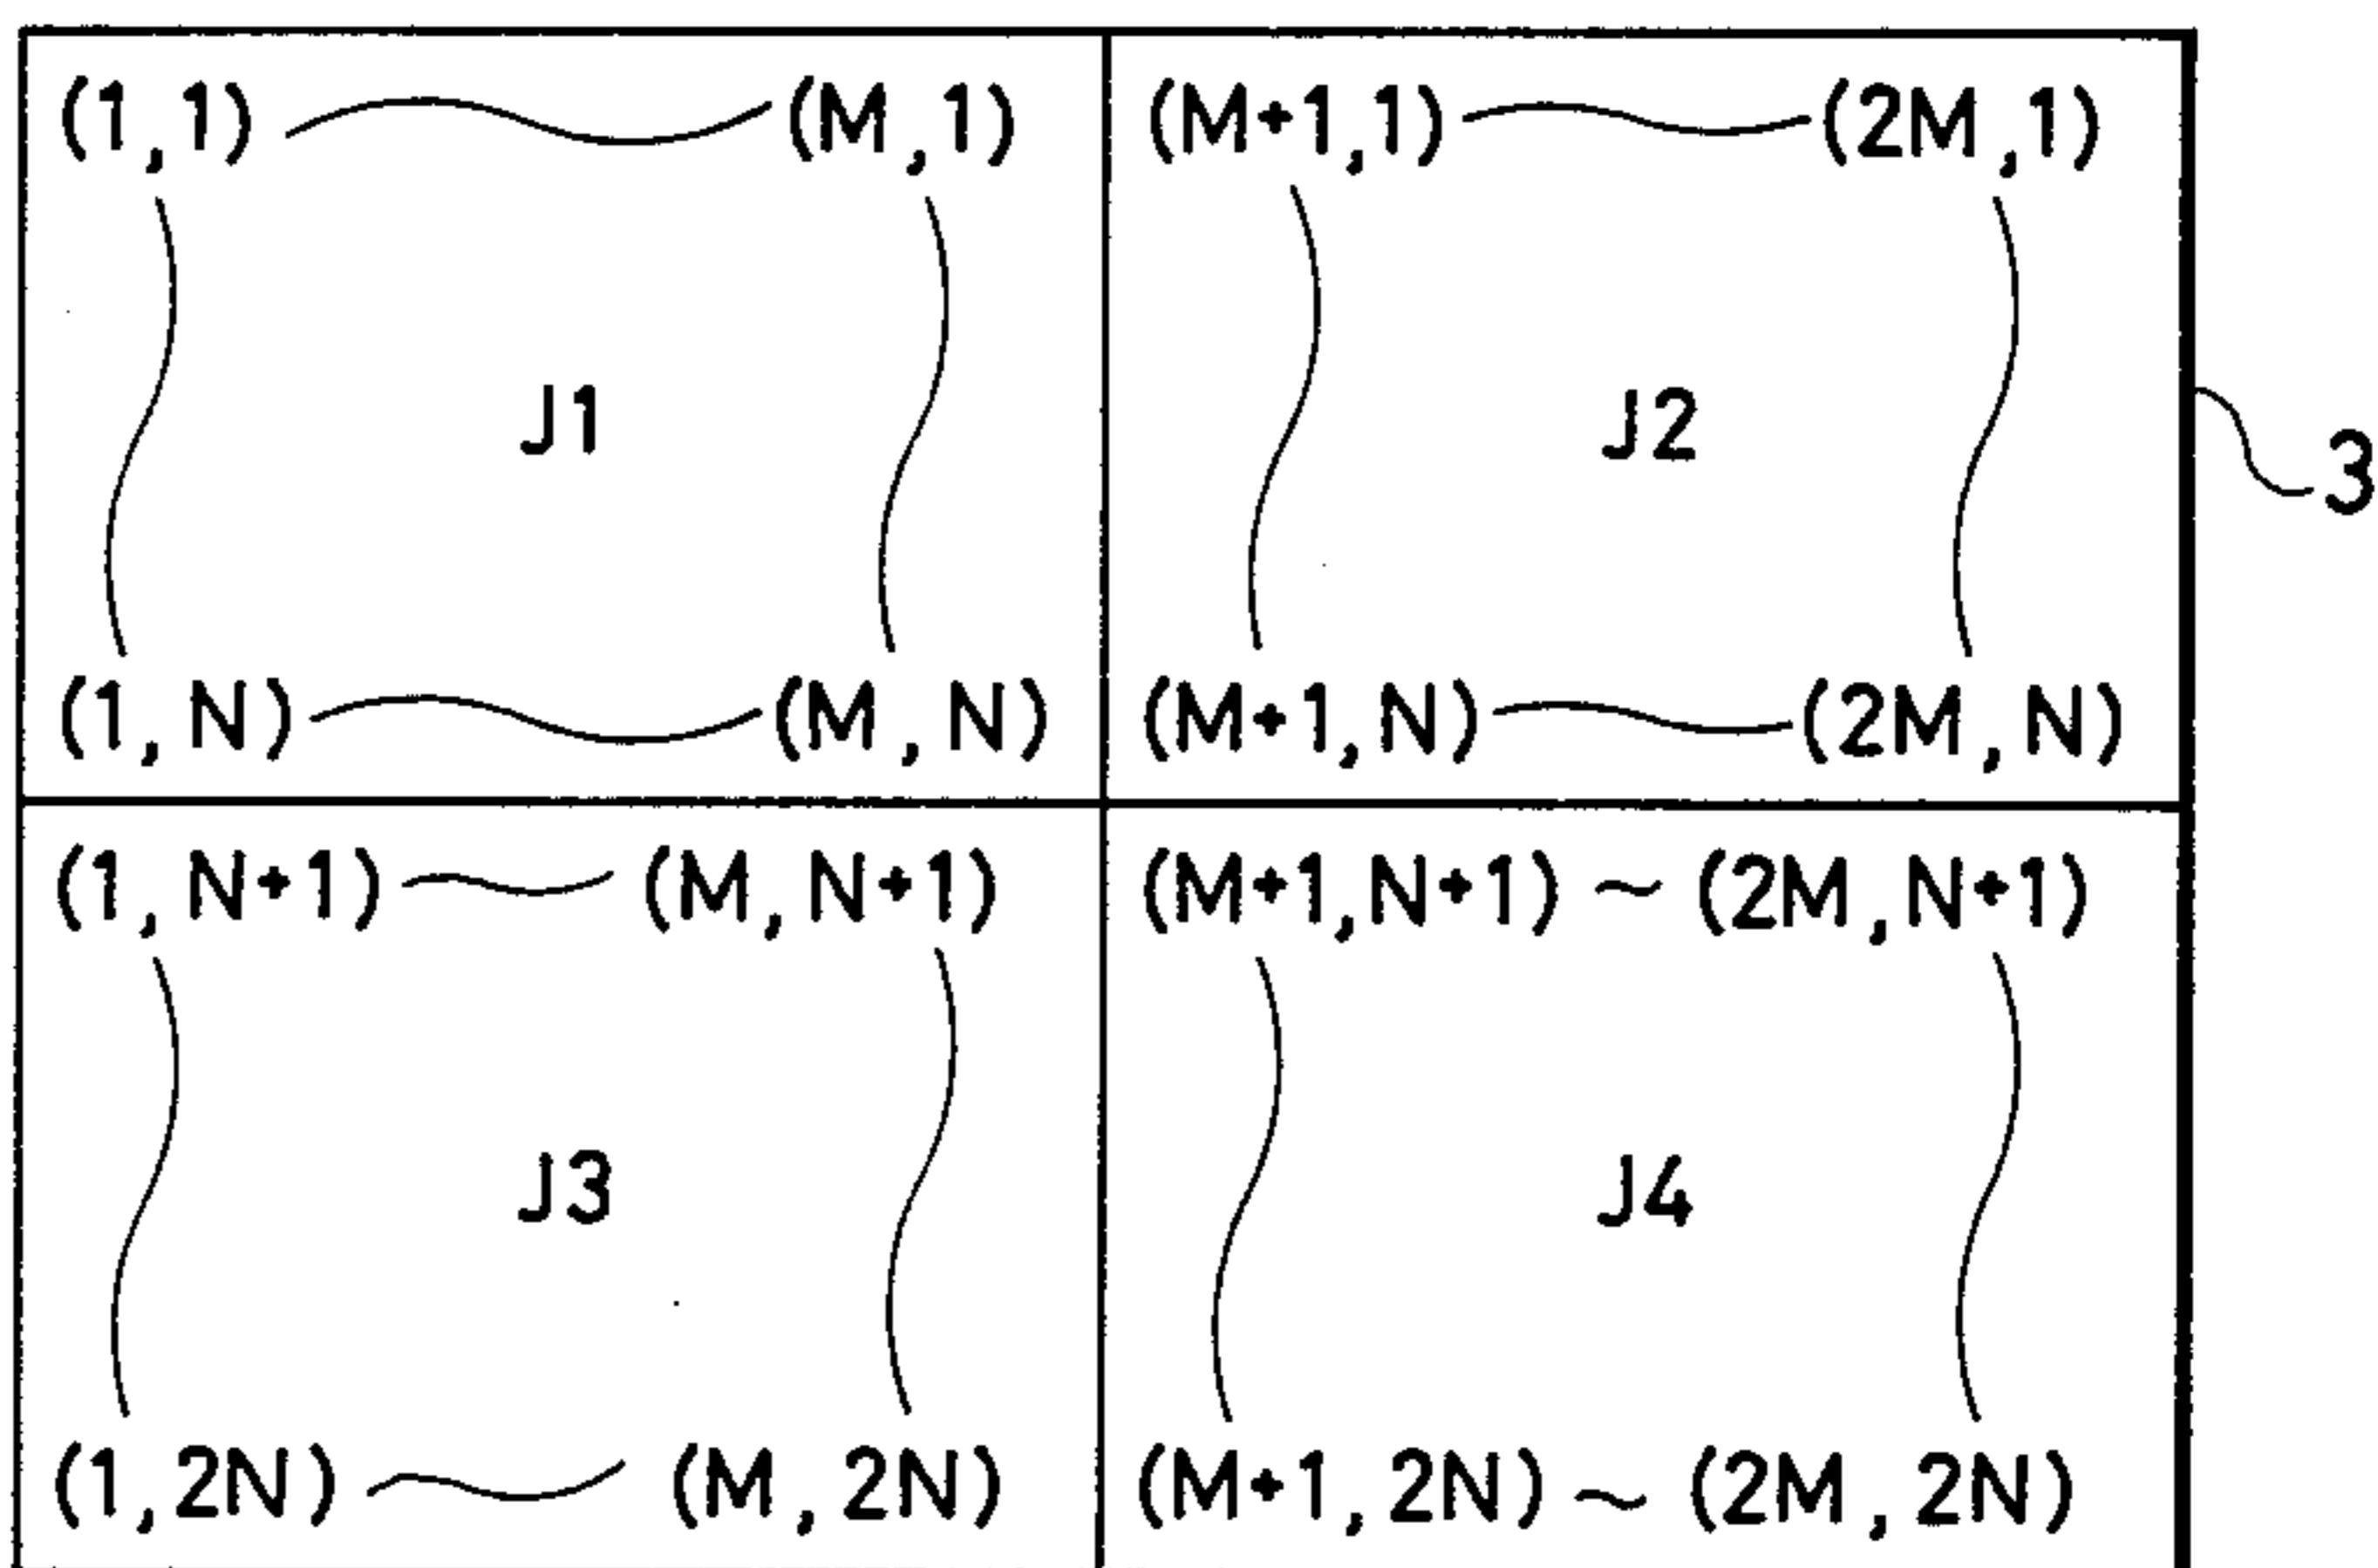 (1, 1) (M, 1) (M+1, 1) (2M, 1)
J1 J2
3
(1, N) (M, N) (M+1, N) (2M, N)
(1, N+1) (M, N+1) (M+1, N+1) ~ (2M, N+1)
J3 J4
(1, 2N) (M, 2N) (M+1, 2N) ~ (2M, 2N)